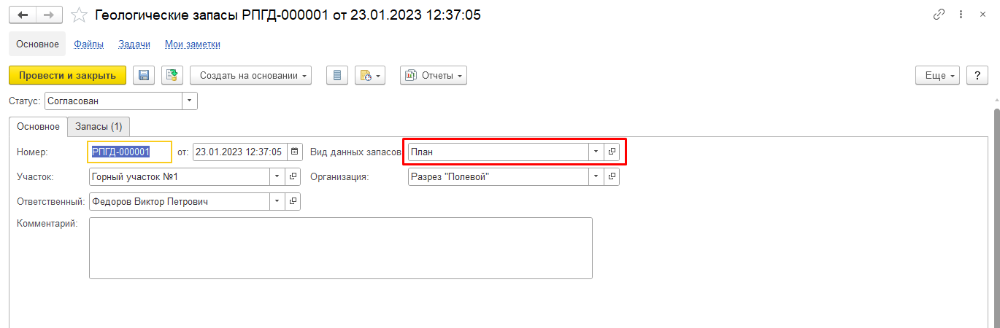 Геологические запасы РПГД-000001 от 23.01.2023 12:37:05
Основное Файлы Задачи Мои заметки
Провести и закрыть Создать на основании Отчеты Еще ?
Статус: Согласован
Основное Запасы (1)
Номер: РПГД-000001 от: 23.01.2023 12:37:05 Вид данных запасов План
Участок: Горный участок №1 Организация: Разрез "Полевой"
Ответственный: Федоров Виктор Петрович
Комментарий: